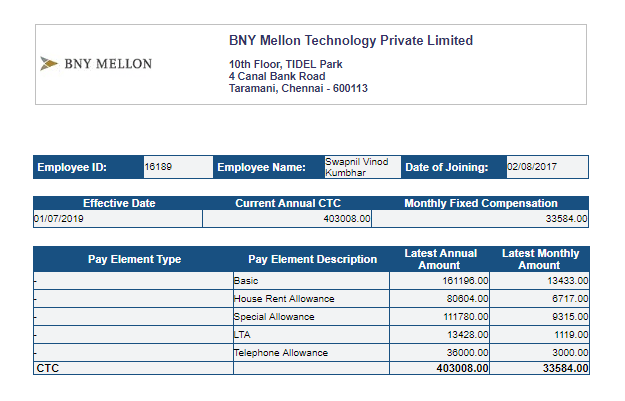 BNY MELLON
BNY Mellon Technology Private Limited
10th Floor, TIDEL Park
4 Canal Bank Road
Taramani, Chennai - 600113
Employee ID: 16189 Employee Name: Swapnil Vinod Kumbhar Date of Joining: 02/08/2017
Effective Date Current Annual CTC Monthly Fixed Compensation
01/07/2019 403008.00 33584.00
Pay Element Type Pay Element Description Latest Annual Amount Latest Monthly Amount
- Basic 161196.00 13433.00
- House Rent Allowance 80604.00 6717.00
- Special Allowance 111780.00 9315.00
- LTA 13428.00 1119.00
- Telephone Allowance 36000.00 3000.00
CTC 403008.00 33584.00